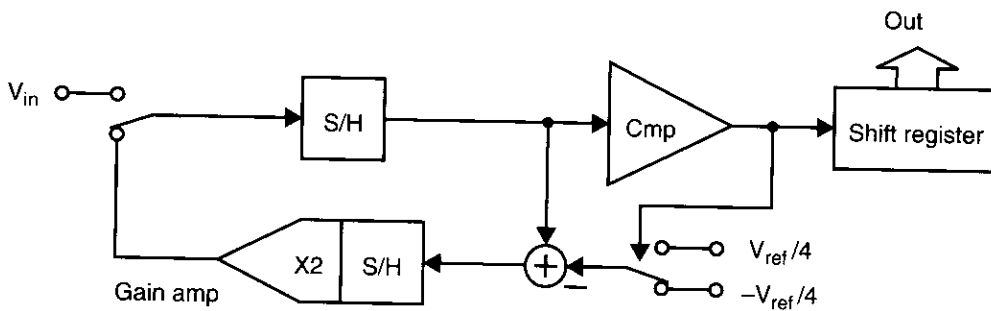 Out
V_in
S/H
Cmp
Shift register
X2
S/H
+
−
V_ref/4
−V_ref/4
Gain amp